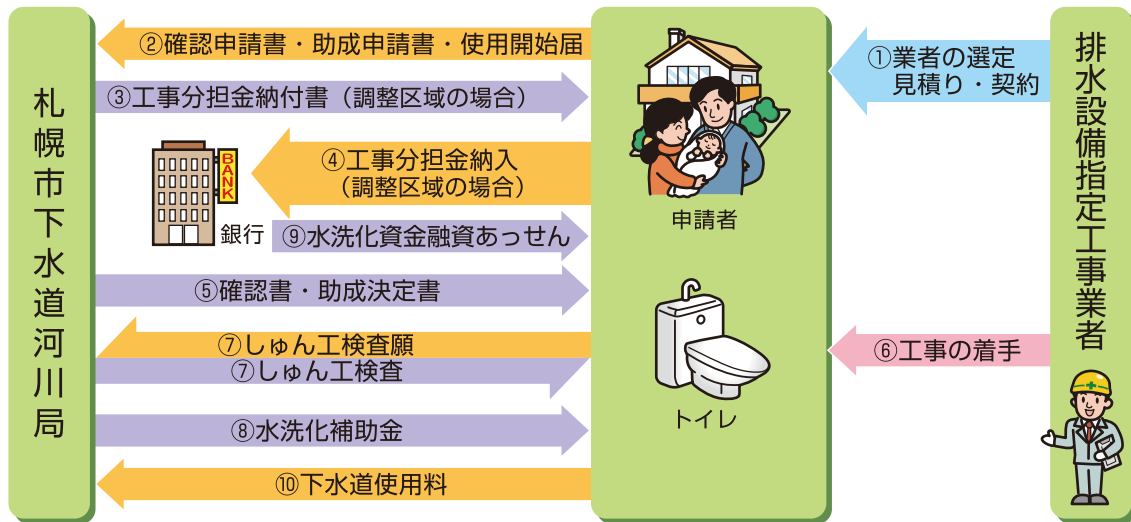 札幌市下水道河川局
②確認申請書・助成申請書・使用開始届
③工事分担金納付書（調整区域の場合）
④工事分担金納入
（調整区域の場合）
BANK
銀行
⑨水洗化資金融資あっせん
⑤確認書・助成決定書
⑦しゅん工検査願
⑦しゅん工検査
⑧水洗化補助金
⑩下水道使用料
申請者
トイレ
①業者の選定
見積り・契約
⑥工事の着手
排水設備指定工事業者